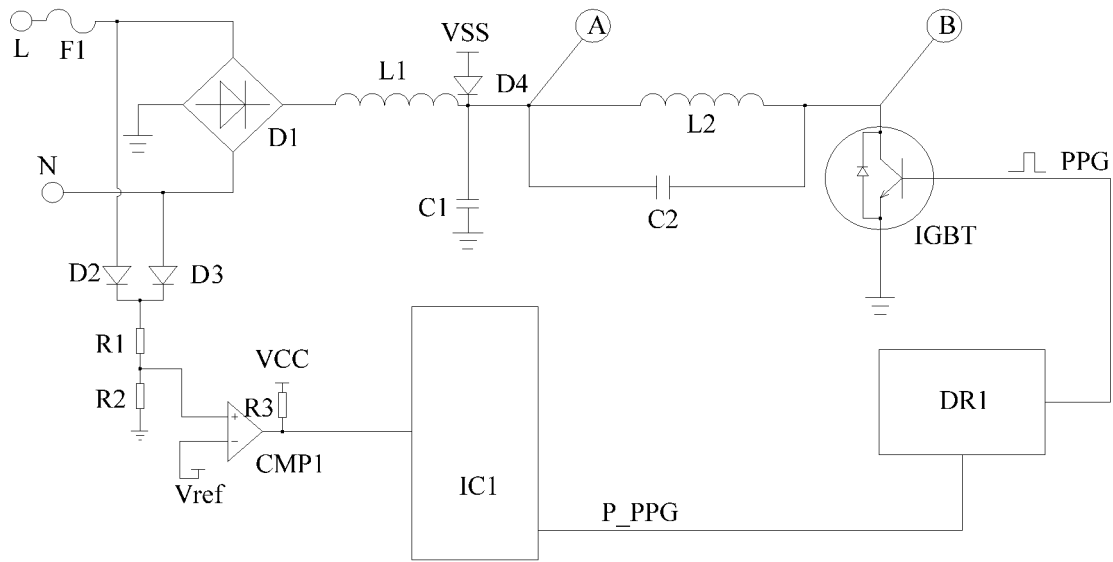 L
F1
VSS
A
B
L1
D4
D1
L2
N
PPG
C1
C2
IGBT
D2
D3
R1
VCC
R2
R3
+
DR1
−
CMP1
Vref
IC1
P_PPG